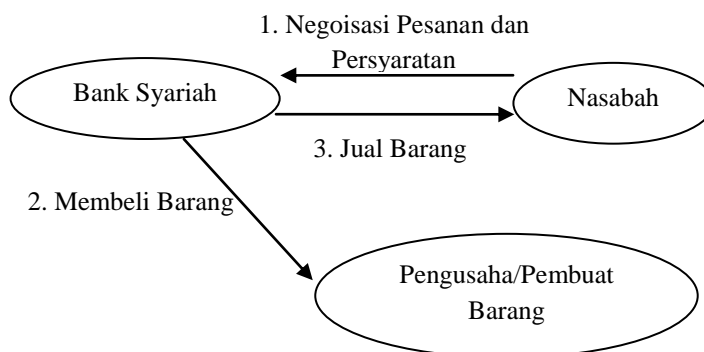 1. Negoisasi Pesanan dan
Persyaratan
Bank Syariah
Nasabah
3. Jual Barang
2. Membeli Barang
Pengusaha/Pembuat
Barang